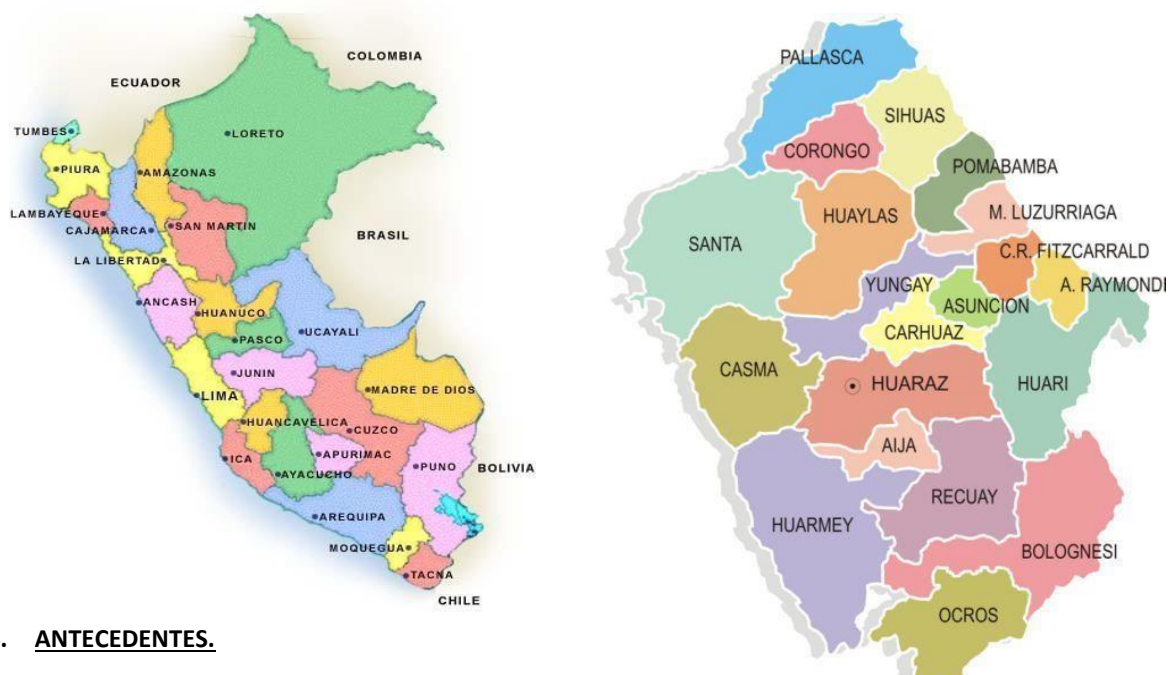 COLOMBIA
ECUADOR
TUMBES
LORETO
PIURA
AMAZONAS
LAMBAYEQUE
CAJAMARCA
SAN MARTIN
BRASIL
LA LIBERTAD
ANCASH
HUANUCO
UCAYALI
PASCO
JUNIN
MADRE DE DIOS
LIMA
HUANCAVELICA
CUZCO
ICA
APURIMAC
PUNO
BOLIVIA
AYACUCHO
AREQUIPA
MOQUEGUA
TACNA
CHILE
PALLASCA
SIHUAS
CORONGO
POMABAMBA
HUAYLAS
M. LUZURRIAGA
SANTA
C.R. FITZCARRALD
YUNGAY
A. RAYMONDI
ASUNCION
CARHUAZ
CASMA
HUARAZ
HUARI
AIJA
RECUAY
HUARMEY
BOLOGNESI
OCROS
ANTECEDENTES.